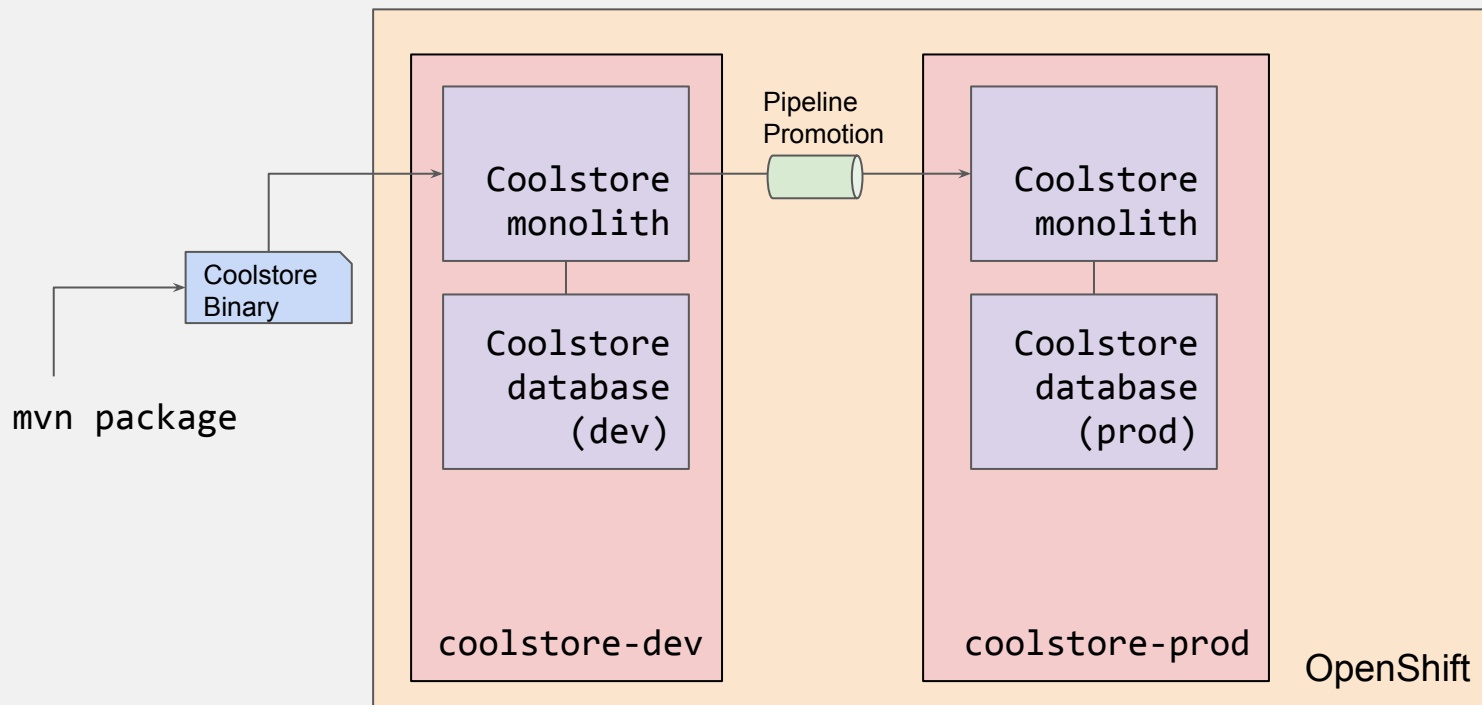 mvn package
Coolstore
Binary
Coolstore
monolith
Coolstore
database
(dev)
coolstore-dev
Pipeline
Promotion
Coolstore
monolith
Coolstore
database
(prod)
coolstore-prod
OpenShift